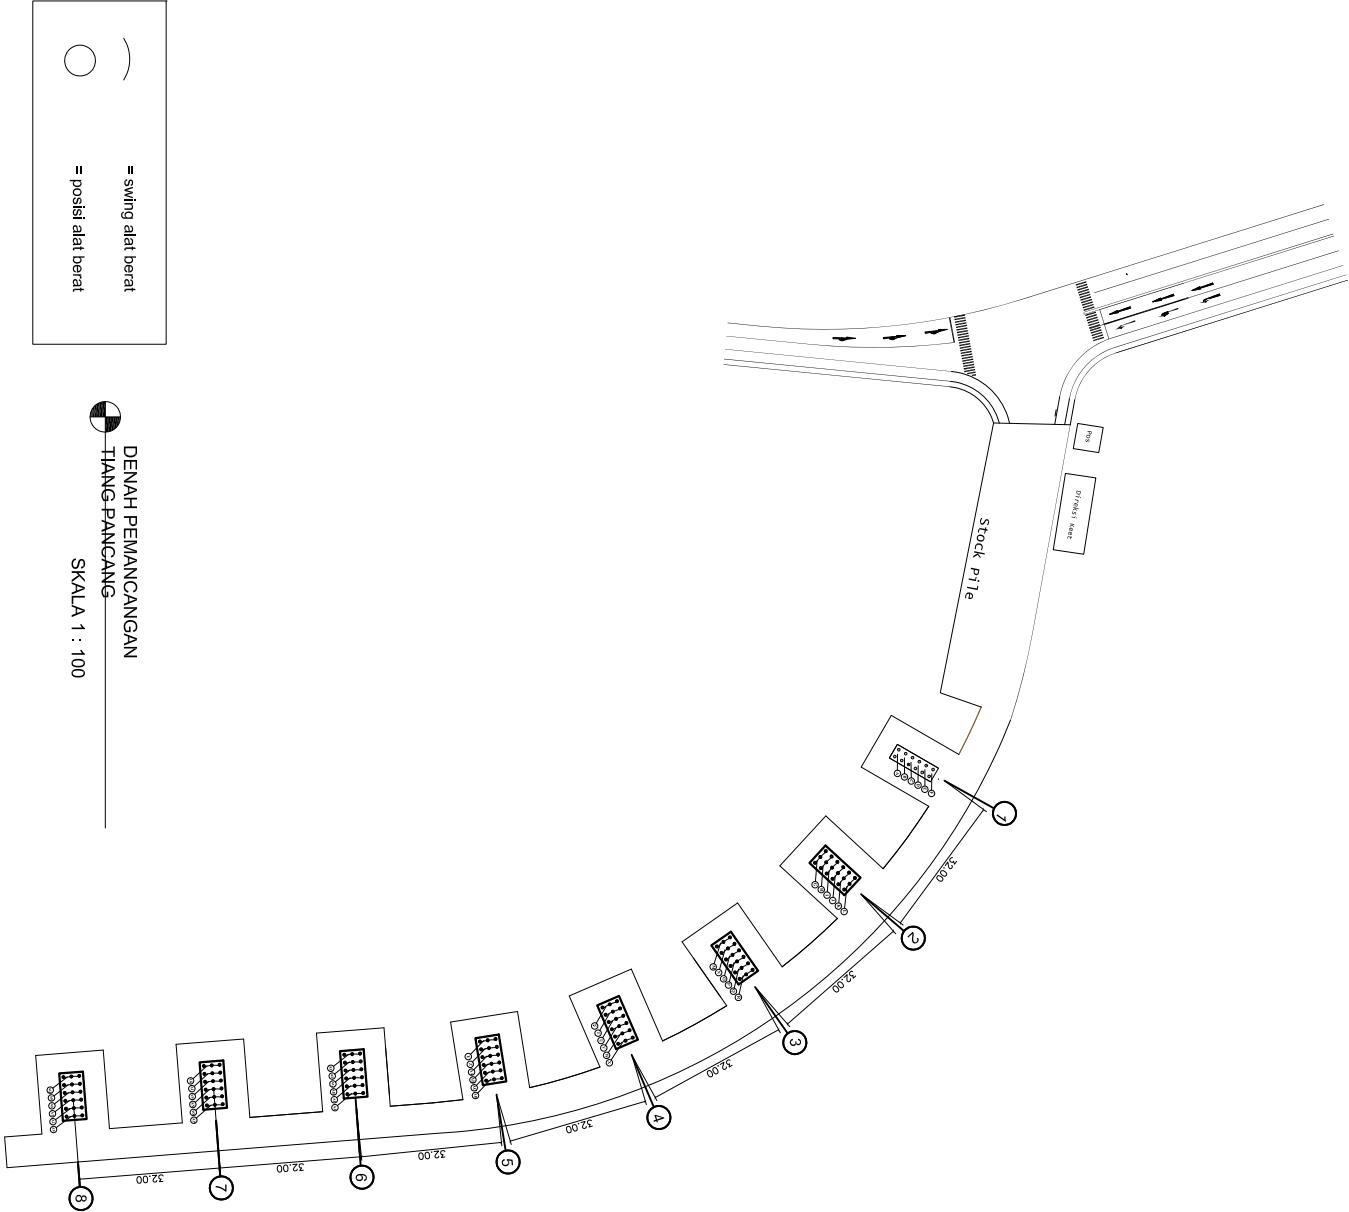 = swing alat berat
= posisi alat berat
DENAH PEMANCANGAN
TIANG PANCANG
SKALA 1 : 100
Pos
Direksi Keet
Stock Pile
1
32.00
2
32.00
3
32.00
4
32.00
5
32.00
6
32.00
7
32.00
8